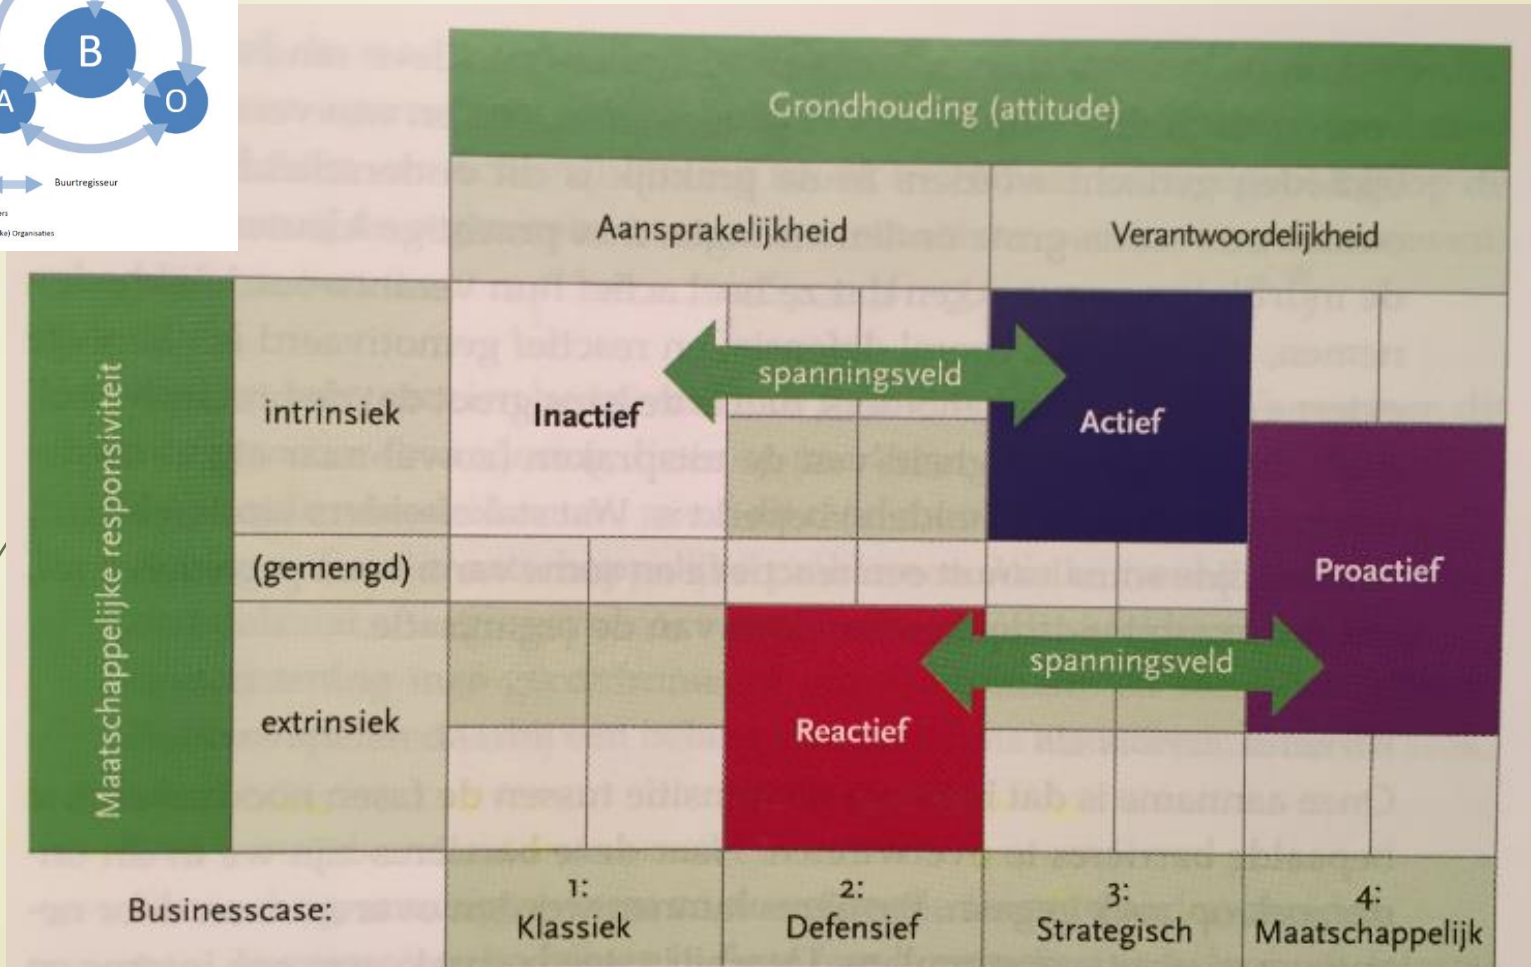 B
A
O
Buurtregisseur
Organisaties
Grondhouding (attitude)
Aansprakelijkheid
Verantwoordelijkheid
Maatschappelijke responsiviteit
intrinsiek
Inactief
spanningsveld
Actief
(gemengd)
Proactief
extrinsiek
Reactief
spanningsveld
Businesscase:
1:
Klassiek
2:
Defensief
3:
Strategisch
4:
Maatschappelijk